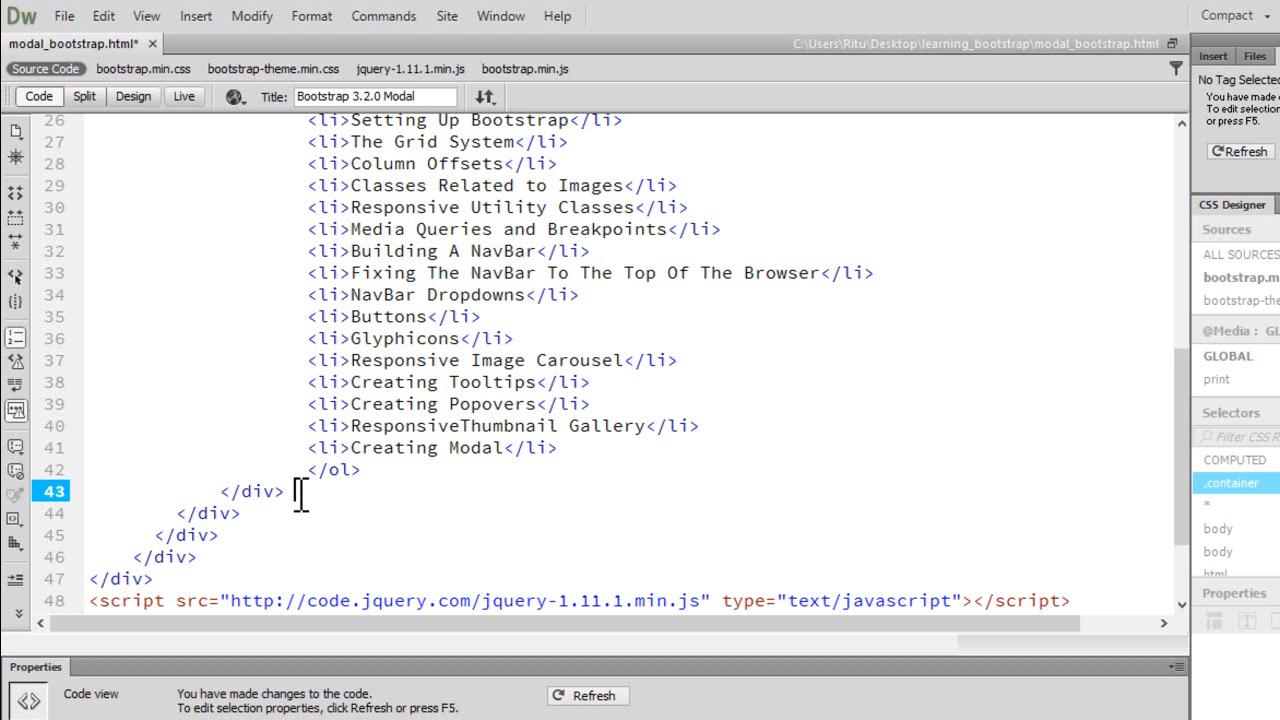 Dw File Edit View Insert Modify Format Commands Site Window Help Compact
modal_bootstrap.html* C:\Users\Ritu\Desktop\learning_bootstrap\modal_bootstrap.html
Source Code bootstrap.min.css bootstrap-theme.min.css jquery-1.11.1.min.js bootstrap.min.js
Code Split Design Live Title: Bootstrap 3.2.0 Modal
26 <li>Setting Up Bootstrap</li>
27 <li>The Grid System</li>
28 <li>Column Offsets</li>
29 <li>Classes Related to Images</li>
30 <li>Responsive Utility Classes</li>
31 <li>Media Queries and Breakpoints</li>
32 <li>Building A NavBar</li>
33 <li>Fixing The NavBar To The Top Of The Browser</li>
34 <li>NavBar Dropdowns</li>
35 <li>Buttons</li>
36 <li>Glyphicons</li>
37 <li>Responsive Image Carousel</li>
38 <li>Creating Tooltips</li>
39 <li>Creating Popovers</li>
40 <li>ResponsiveThumbnail Gallery</li>
41 <li>Creating Modal</li>
42 </ol>
43 </div>
44 </div>
45 </div>
46 </div>
47 </div>
48 <script src="http://code.jquery.com/jquery-1.11.1.min.js" type="text/javascript"></script>
Insert Files
No Tag Selected
You have made
To edit selection
or press F5.
Refresh
CSS Designer
Sources
ALL SOURCES
bootstrap.m
bootstrap-the
@Media : GL
GLOBAL
print
Selectors
Filter CSS R
COMPUTED
.container
*
body
body
html
Properties
Properties
Code view You have made changes to the code.
To edit selection properties, click Refresh or press F5.
Refresh